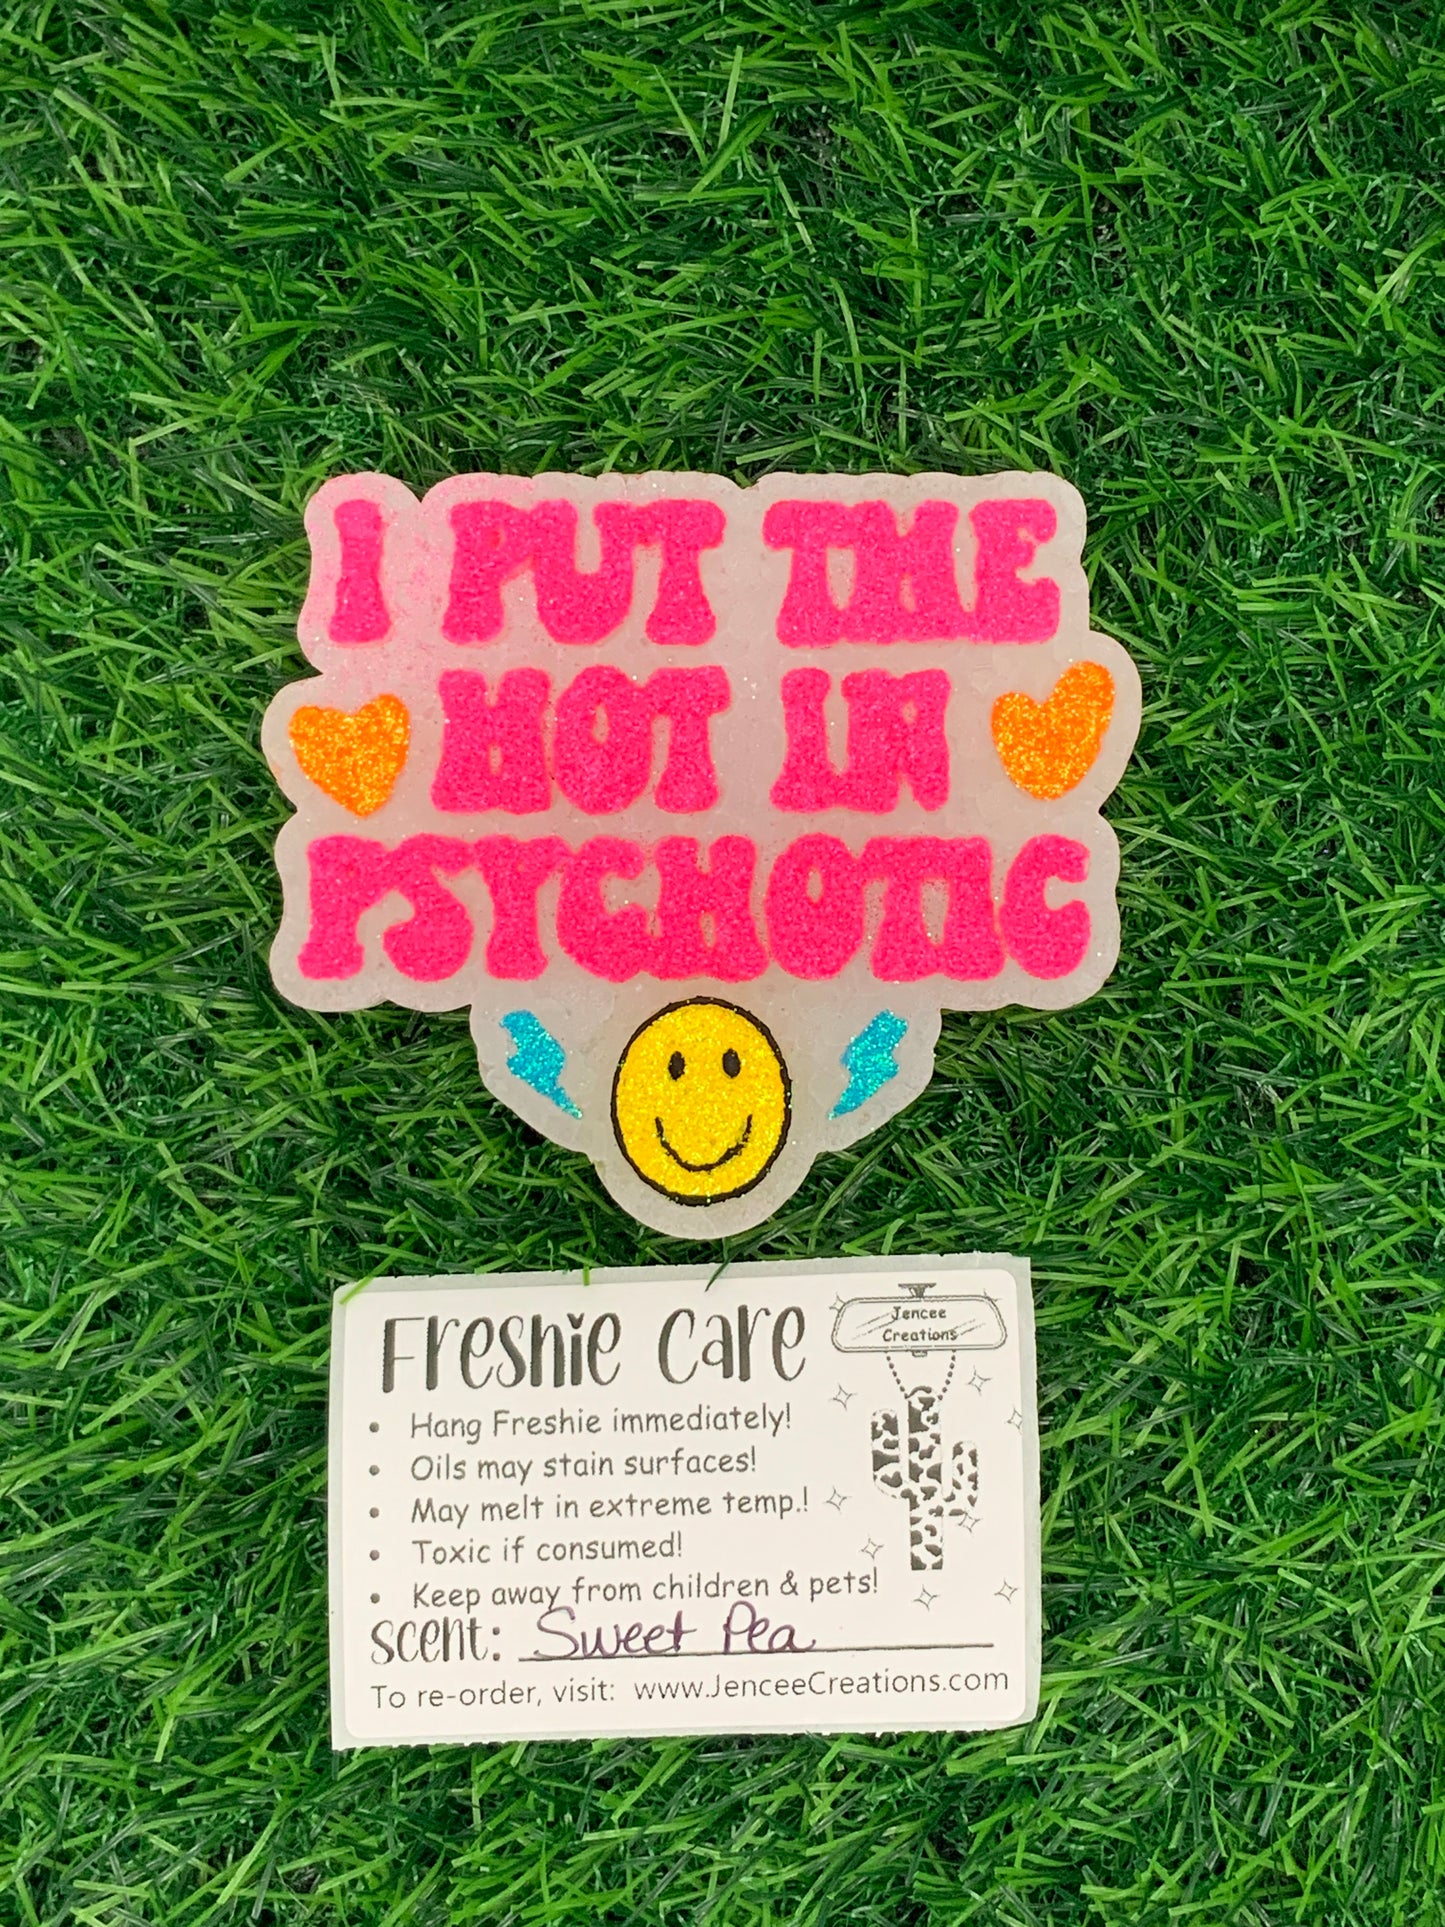 I PUT THE
HOT IN
PSYCHOTIC
Freshie Care
Jencee
Creations
• Hang Freshie immediately!
• Oils may stain surfaces!
• May melt in extreme temp.!
• Toxic if consumed!
• Keep away from children & pets!
scent: Sweet Pea
To re-order, visit: www.JenceeCreations.com